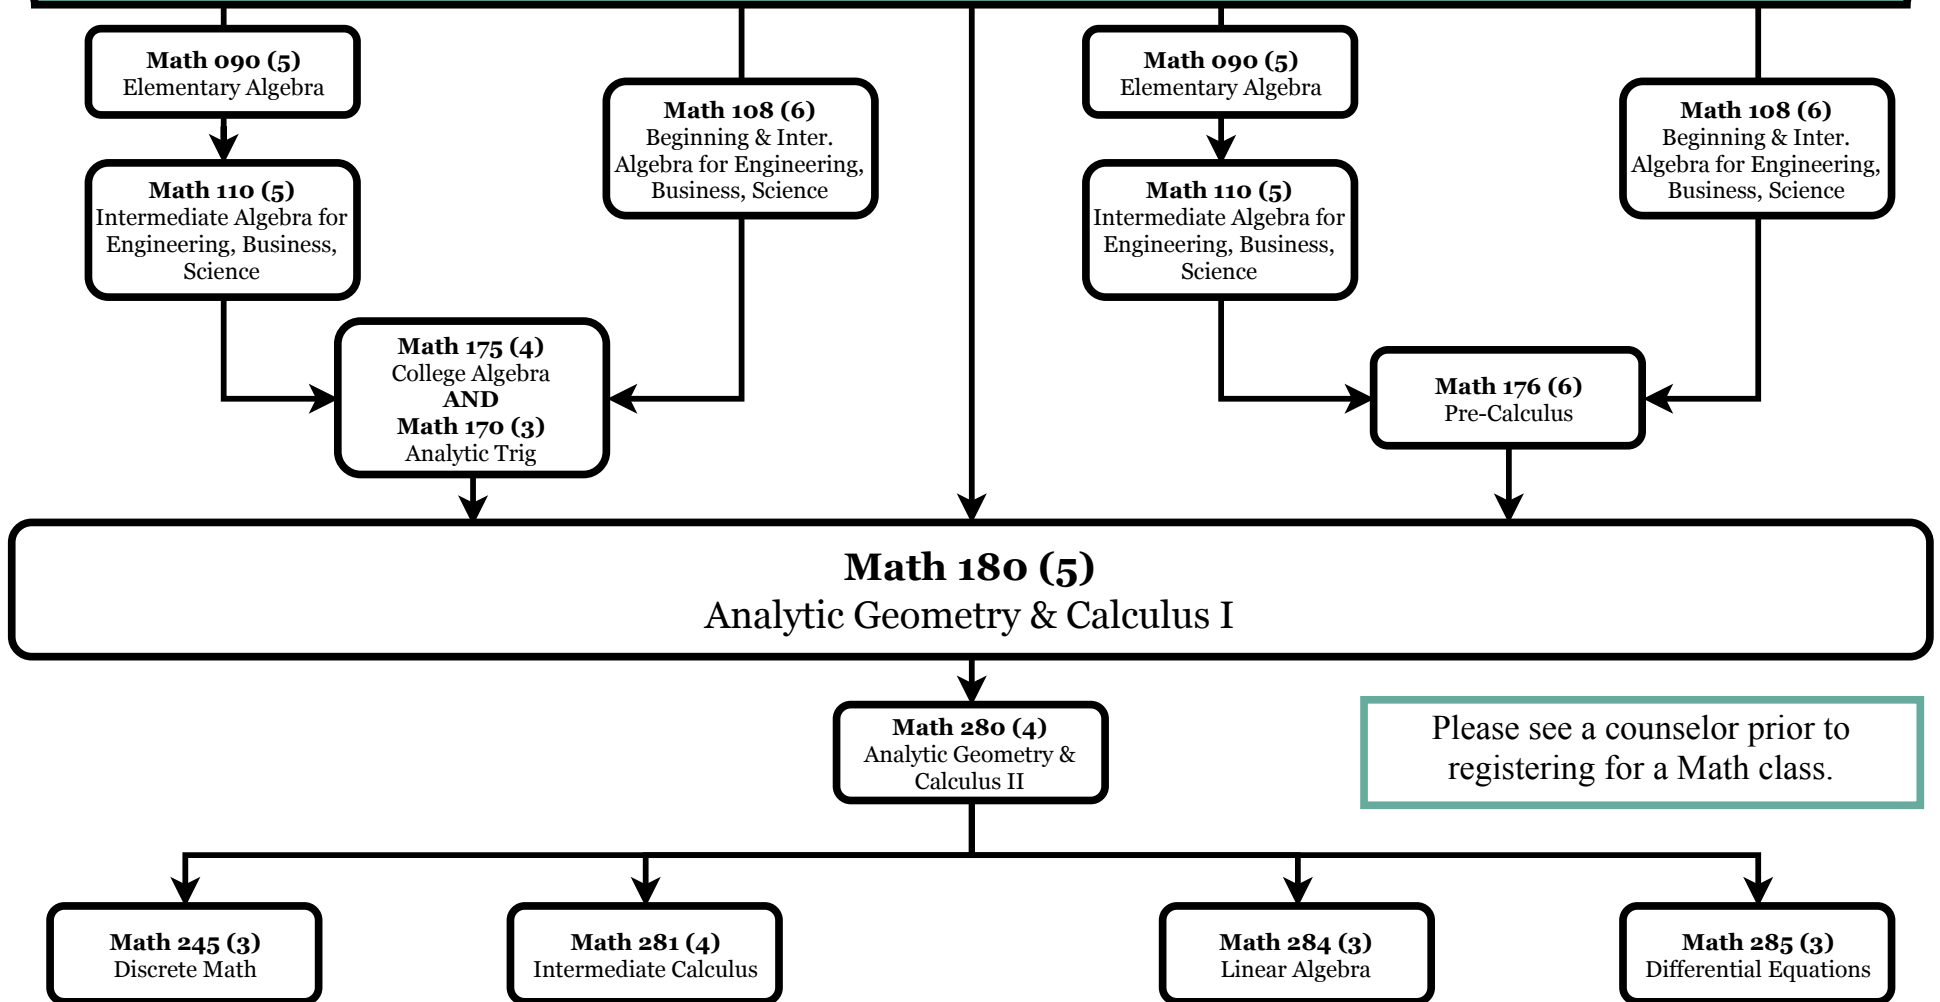 Math 090 (5)
Elementary Algebra
Math 110 (5)
Intermediate Algebra for
Engineering, Business,
Science
Math 108 (6)
Beginning & Inter.
Algebra for Engineering,
Business, Science
Math 175 (4)
College Algebra
AND
Math 170 (3)
Analytic Trig
Math 090 (5)
Elementary Algebra
Math 110 (5)
Intermediate Algebra for
Engineering, Business,
Science
Math 108 (6)
Beginning & Inter.
Algebra for Engineering,
Business, Science
Math 176 (6)
Pre-Calculus
Math 180 (5)
Analytic Geometry & Calculus I
Math 280 (4)
Analytic Geometry &
Calculus II
Please see a counselor prior to
registering for a Math class.
Math 245 (3)
Discrete Math
Math 281 (4)
Intermediate Calculus
Math 284 (3)
Linear Algebra
Math 285 (3)
Differential Equations